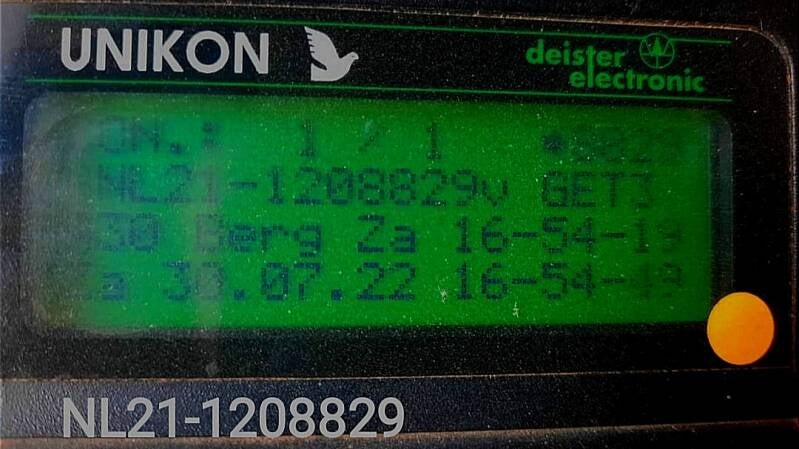 UNIKON
deister
electronic
1 / 1
NL21-1208829v GET3
30 Berg Za 16-54-19
a 30.07.22 16-54-19
NL21-1208829